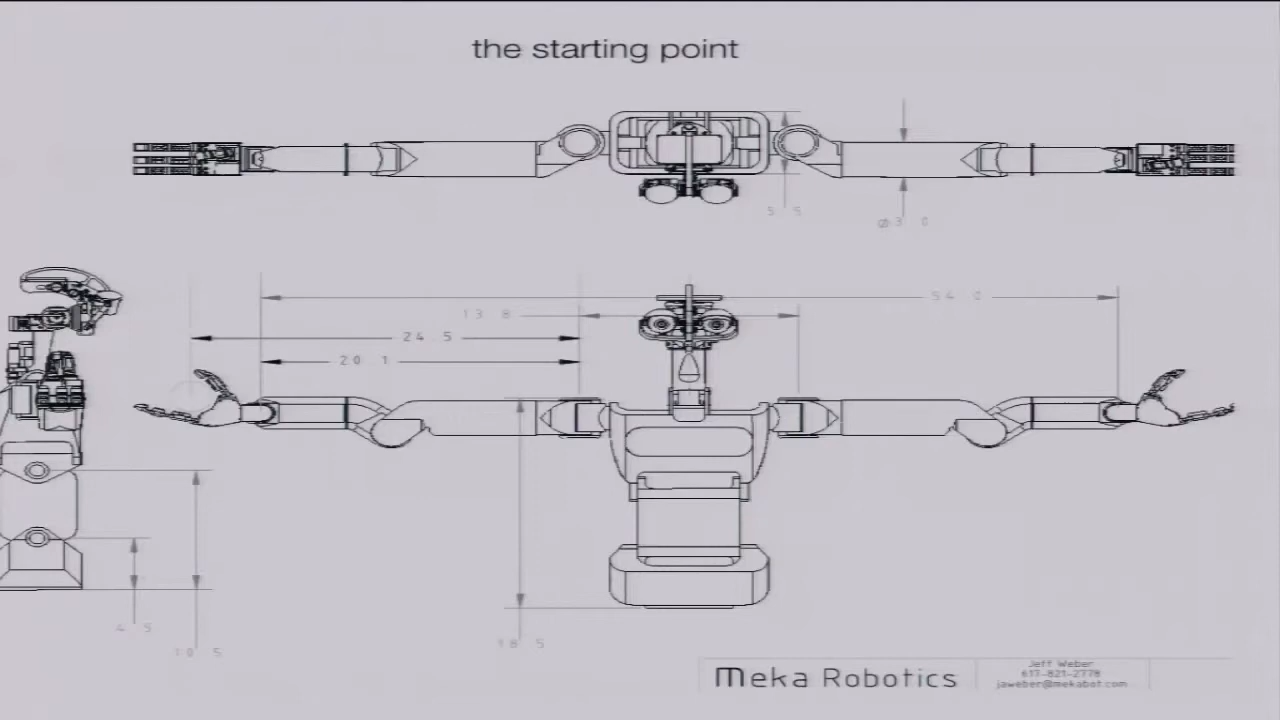 the starting point
5 5
Ø3 0
54 0
13 8
24 5
20 1
4 5
10 5
18 5
Meka Robotics
Jeff Weber
617-821-2778
jaweber@mekabot.com